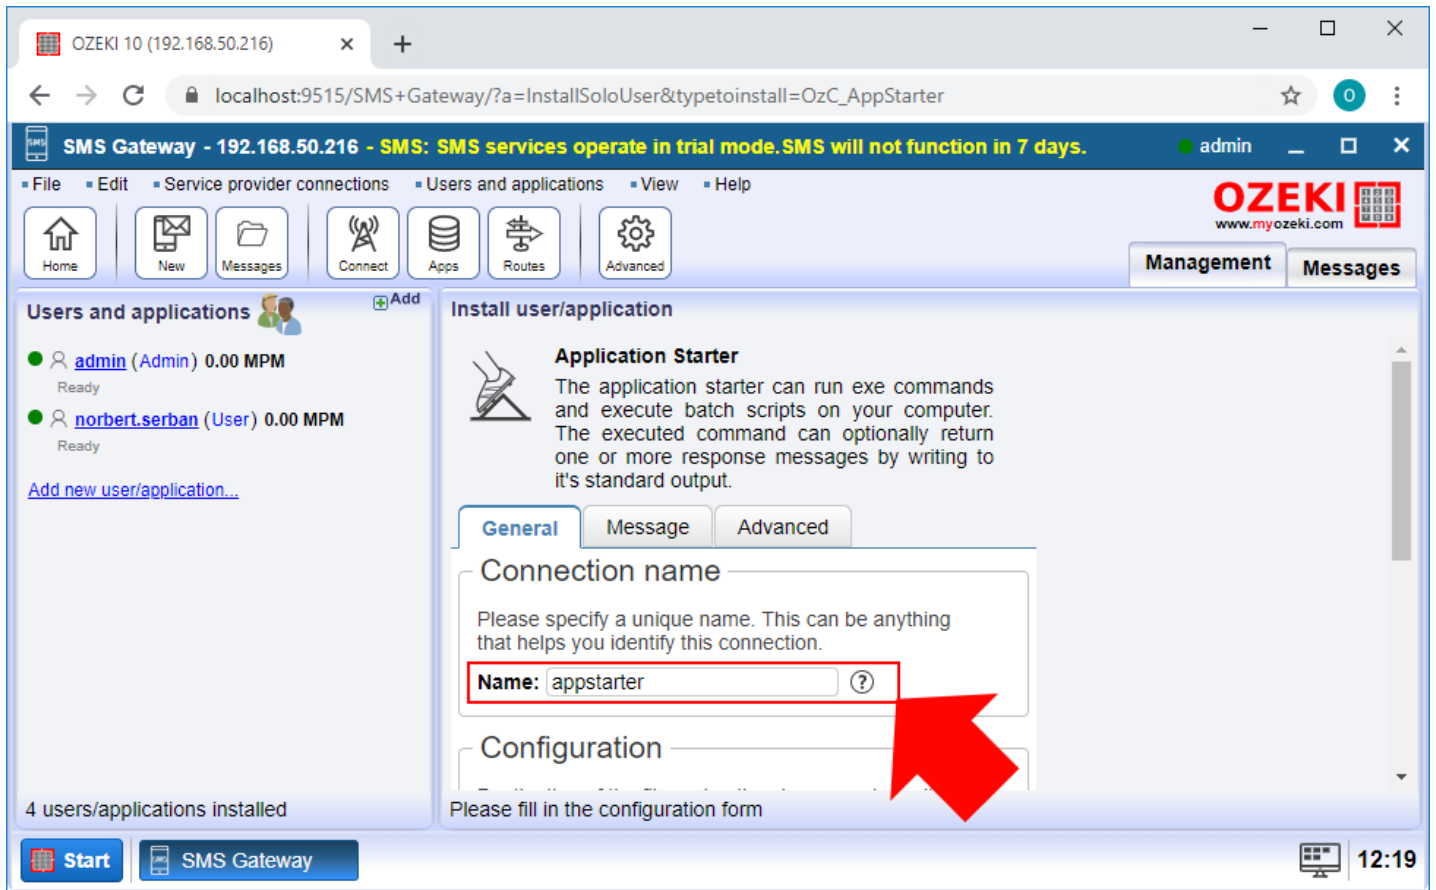 OZEKI 10 (192.168.50.216)
localhost:9515/SMS+Gateway/?a=InstallSoloUser&typetoinstall=OzC_AppStarter
O
SMS
SMS Gateway - 192.168.50.216 - SMS: SMS services operate in trial mode.SMS will not function in 7 days.
admin
File Edit Service provider connections Users and applications View Help
OZEKI
www.myozeki.com
Home New Messages Connect Apps Routes Advanced
Management Messages
Users and applications
Add
admin (Admin) 0.00 MPM
Ready
norbert.serban (User) 0.00 MPM
Ready
Add new user/application...
4 users/applications installed
Install user/application
Application Starter
The application starter can run exe commands
and execute batch scripts on your computer.
The executed command can optionally return
one or more response messages by writing to
it's standard output.
General Message Advanced
Connection name
Please specify a unique name. This can be anything
that helps you identify this connection.
Name: appstarter ?
Configuration
Please fill in the configuration form
Start SMS Gateway 12:19